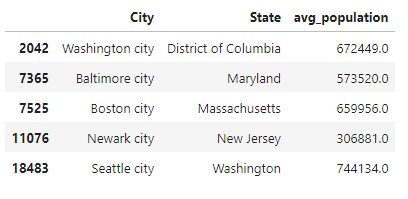 City State avg_population
2042 Washington city District of Columbia 672449.0
7365 Baltimore city Maryland 573520.0
7525 Boston city Massachusetts 659956.0
11076 Newark city New Jersey 306881.0
18483 Seattle city Washington 744134.0